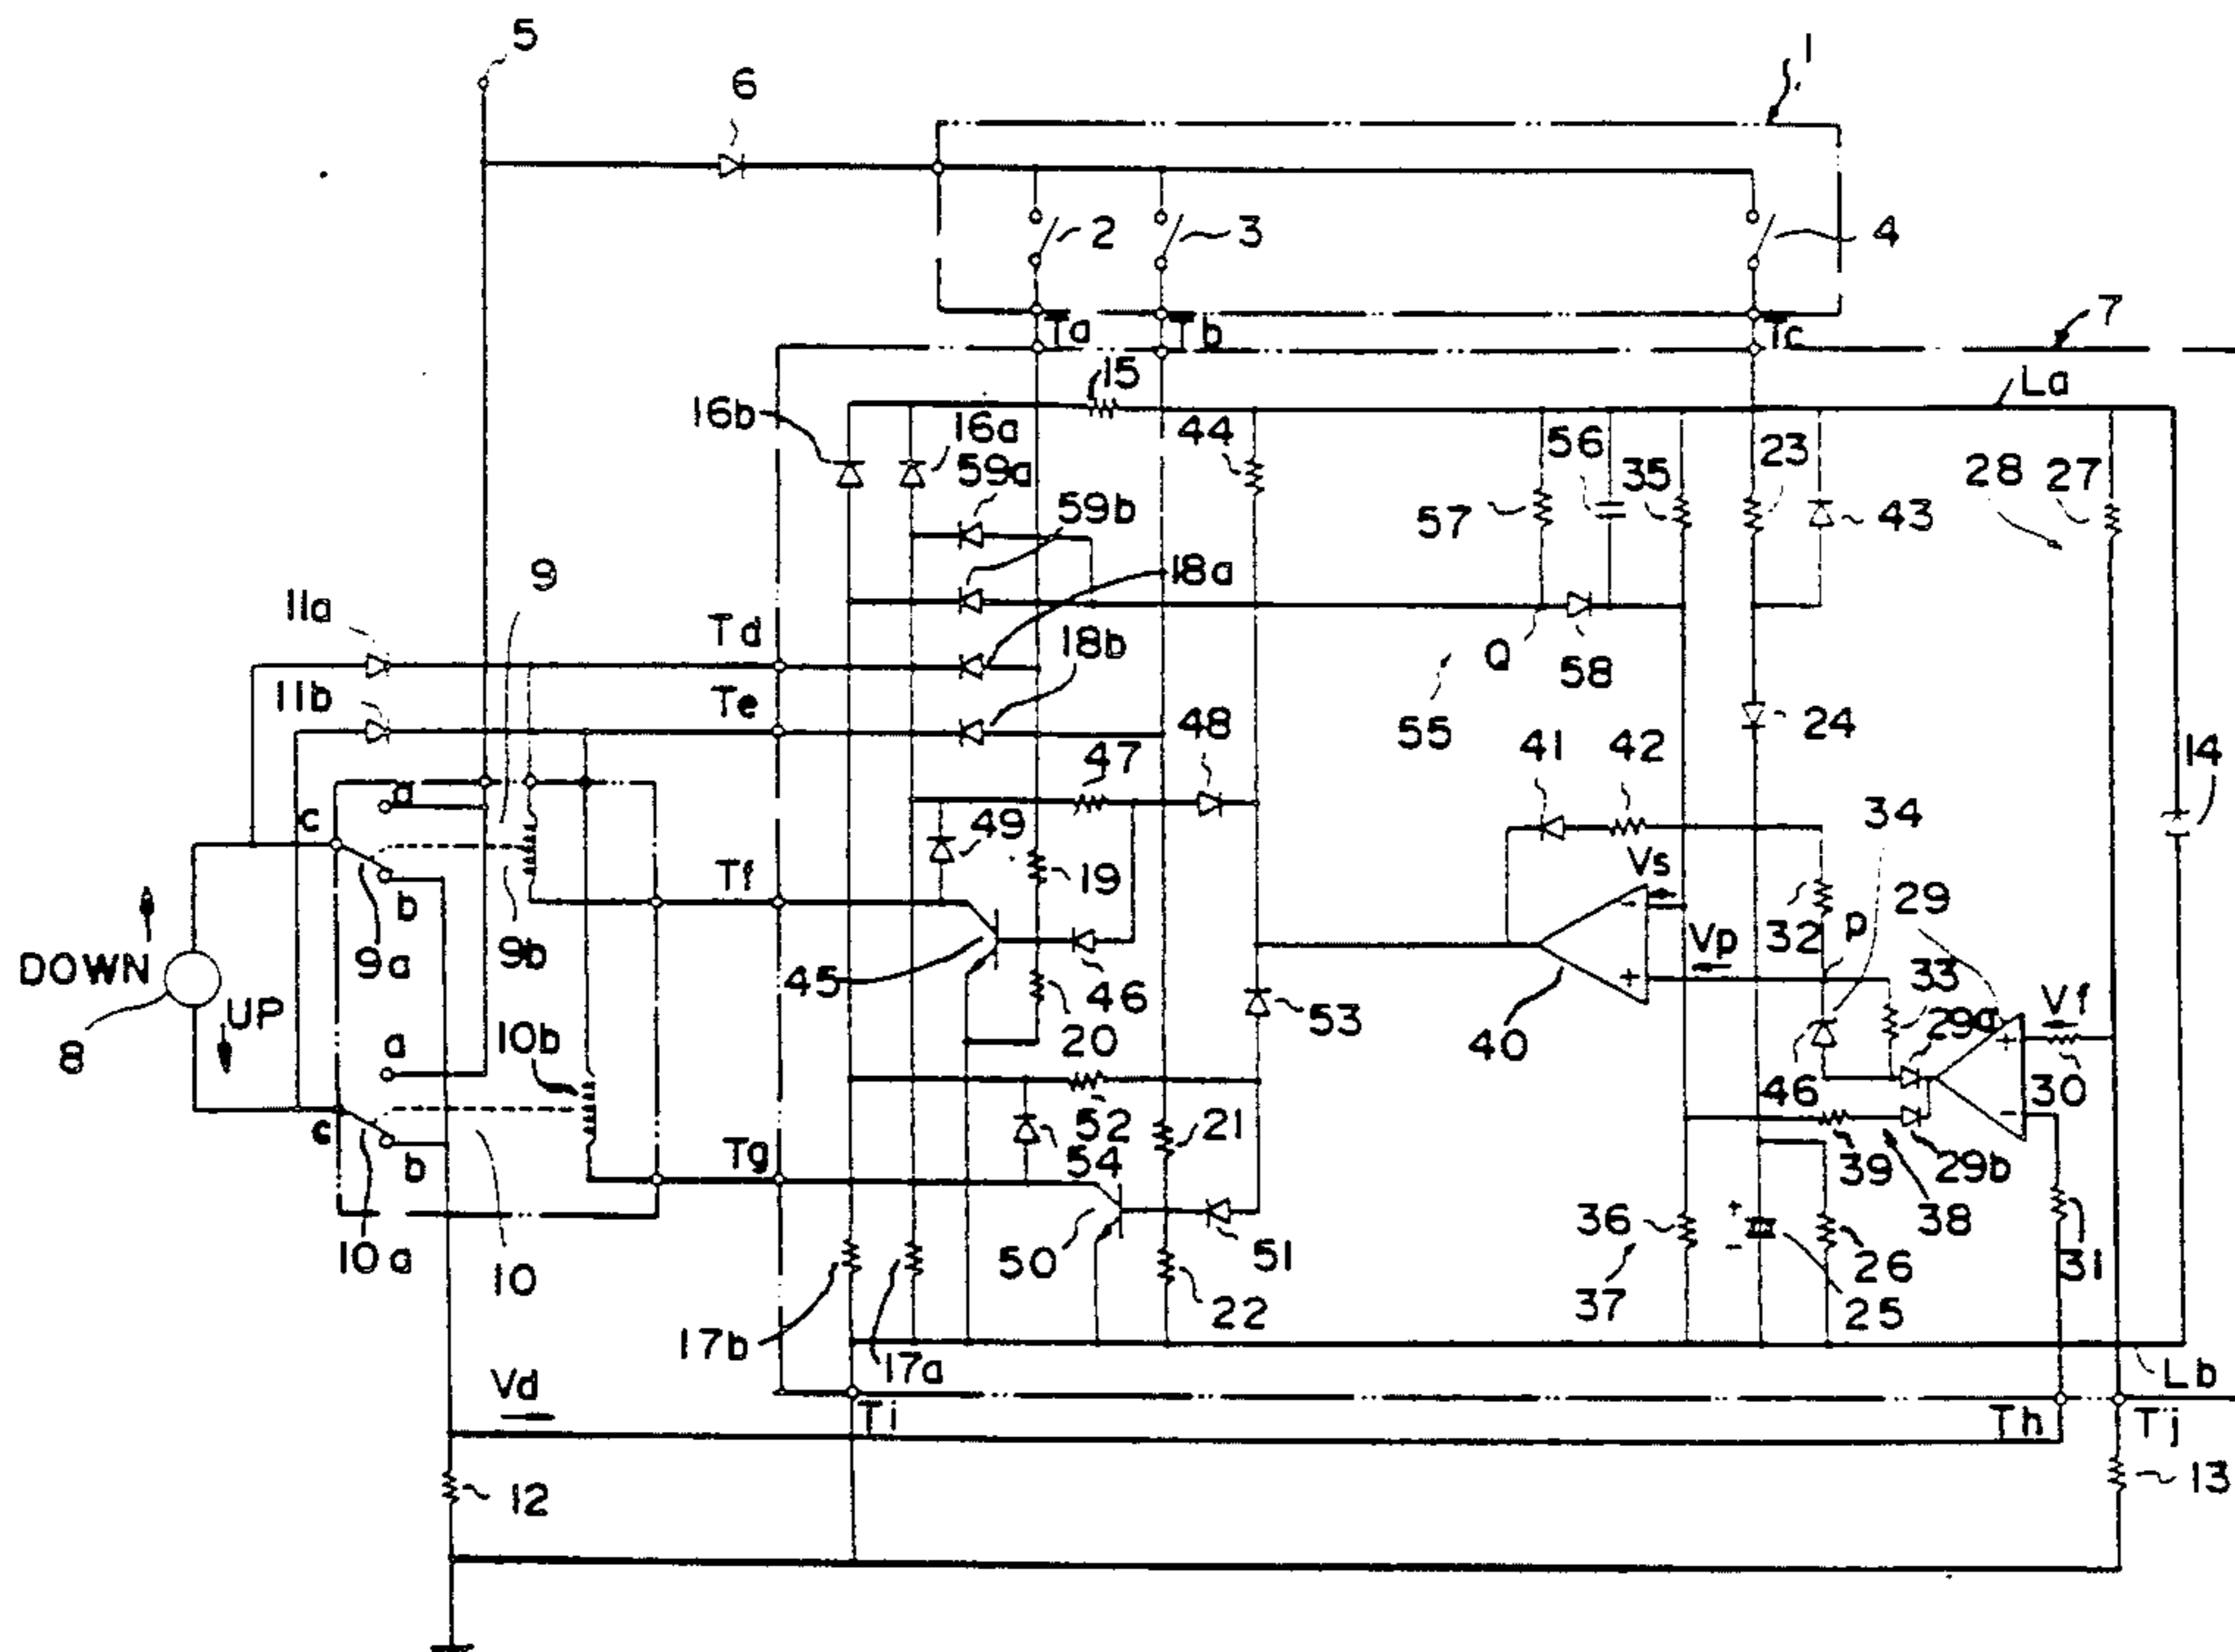 5
6
1
2
3
4
Ta
Tb
Tc
7
15
La
16b
16a
44
56
23
59a
59b
57
35
43
28
27
9
18a
11a
Td
18b
Q
58
11b
Te
55
48
24
47
41
42
14
a
c
49
34
Tf
19
Vs
29
b
32
P
DOWN
9a
9b
45
46
Vp
33
53
UP
29a
Vf
8
a
10b
20
40
46
30
c
52
21
b
Tg
54
39
29b
36
38
31
10a
10
50
51
26
37
25
22
17b
17a
Lb
Vd
Ti
Th
Tj
12
13